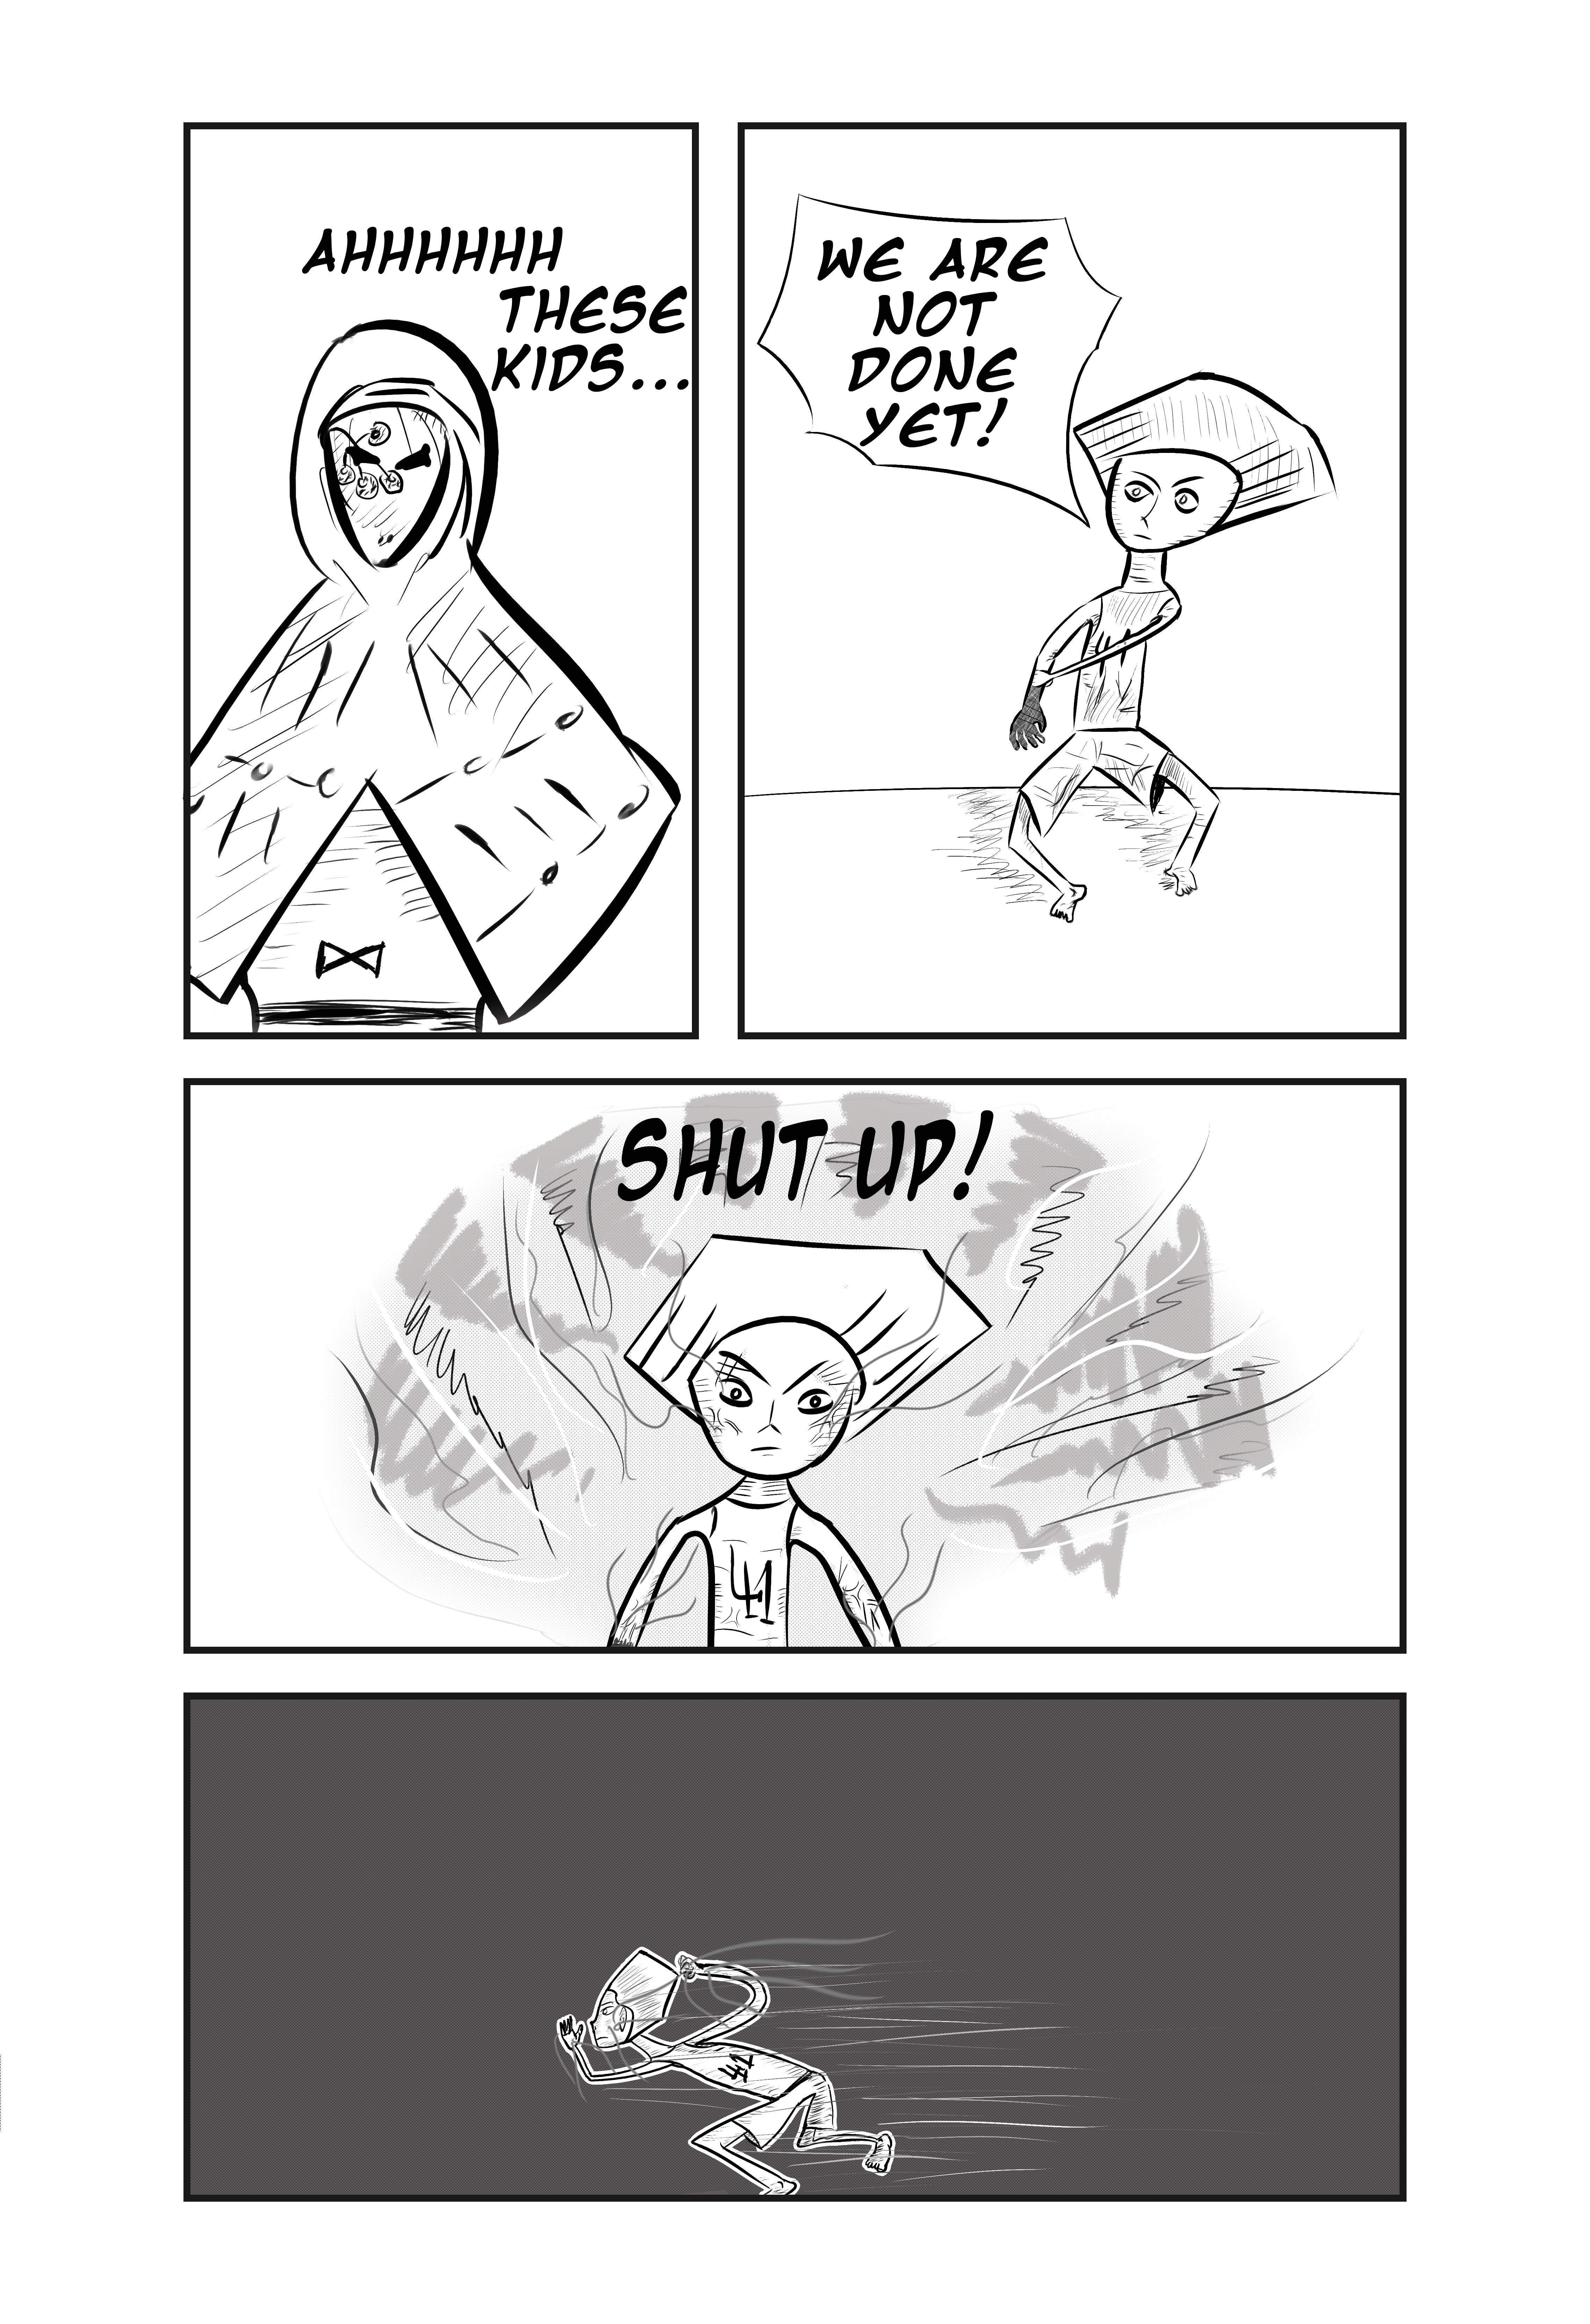 AHHHHHH
THESE
KIDS...
WE ARE
NOT
DONE
YET!
SHUT UP!